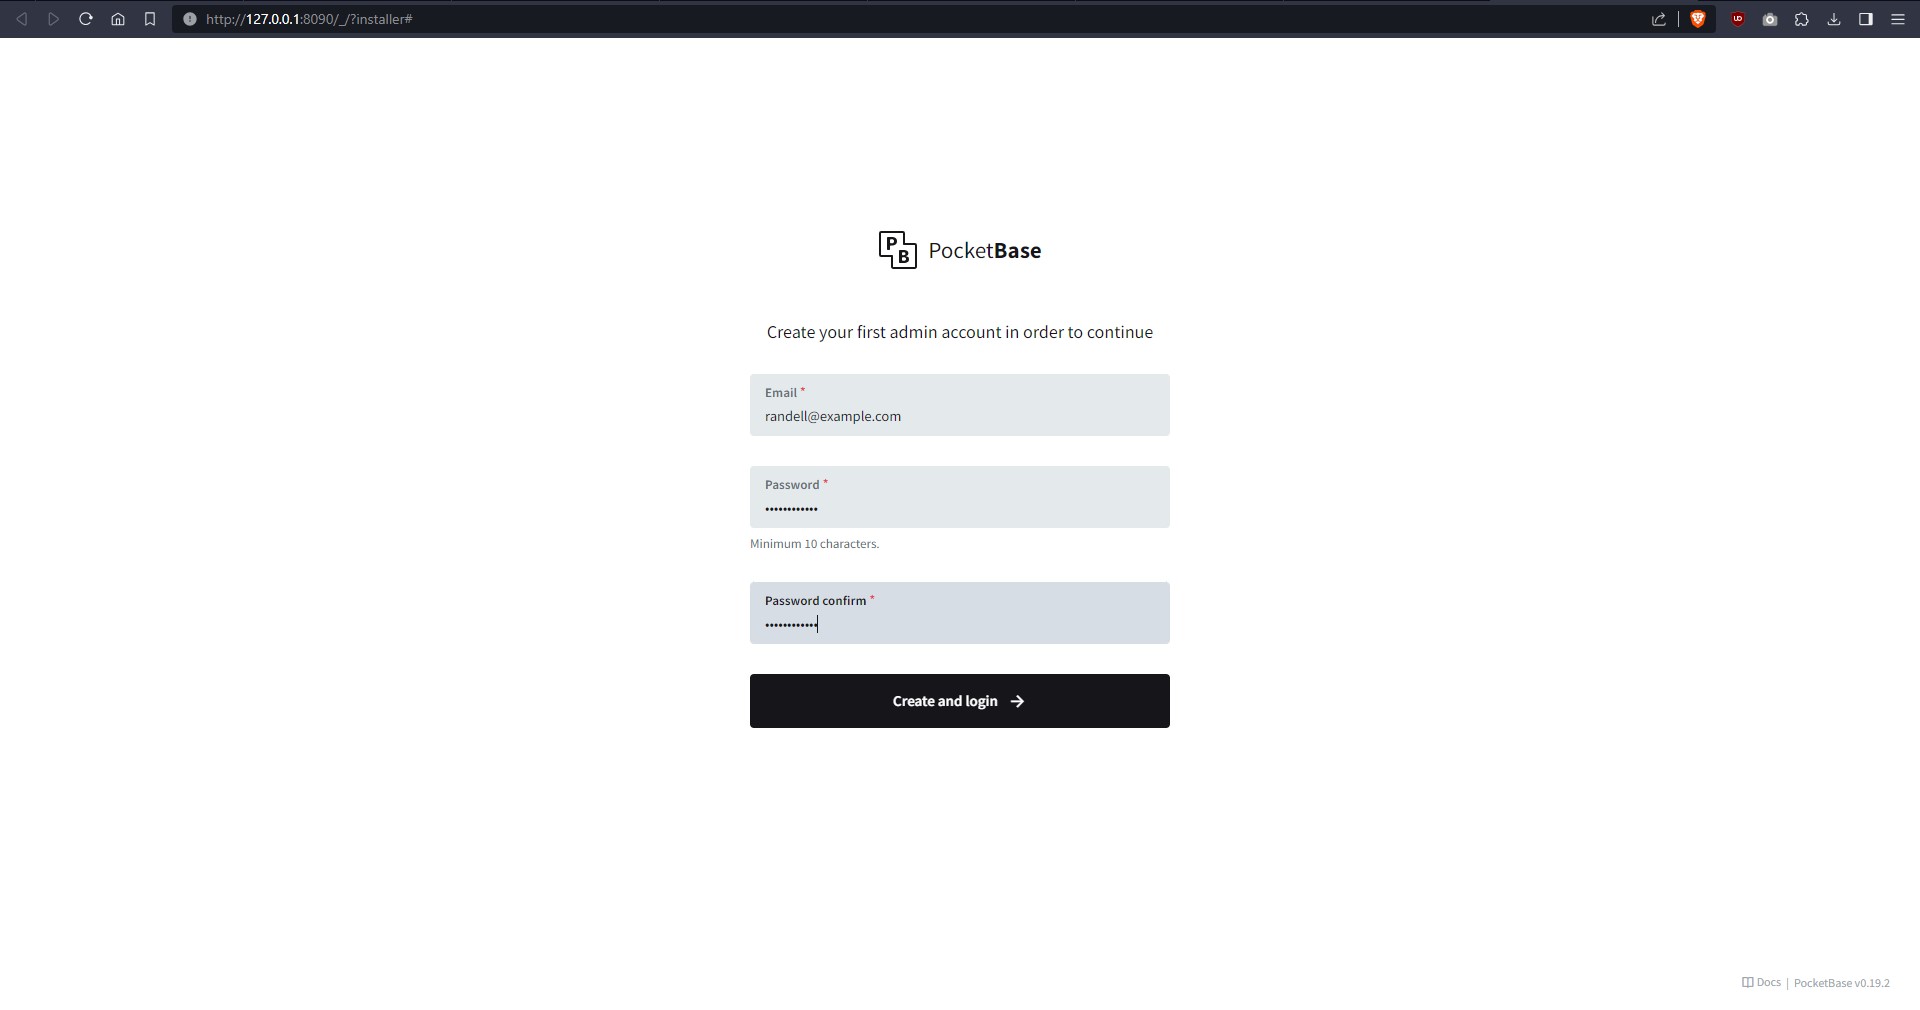 http://127.0.0.1:8090/_/?installer#
UD
P
B
PocketBase
Create your first admin account in order to continue
Email *
randell@example.com
Password *
••••••••••••
Minimum 10 characters.
Password confirm *
••••••••••••
Create and login →
Docs | PocketBase v0.19.2